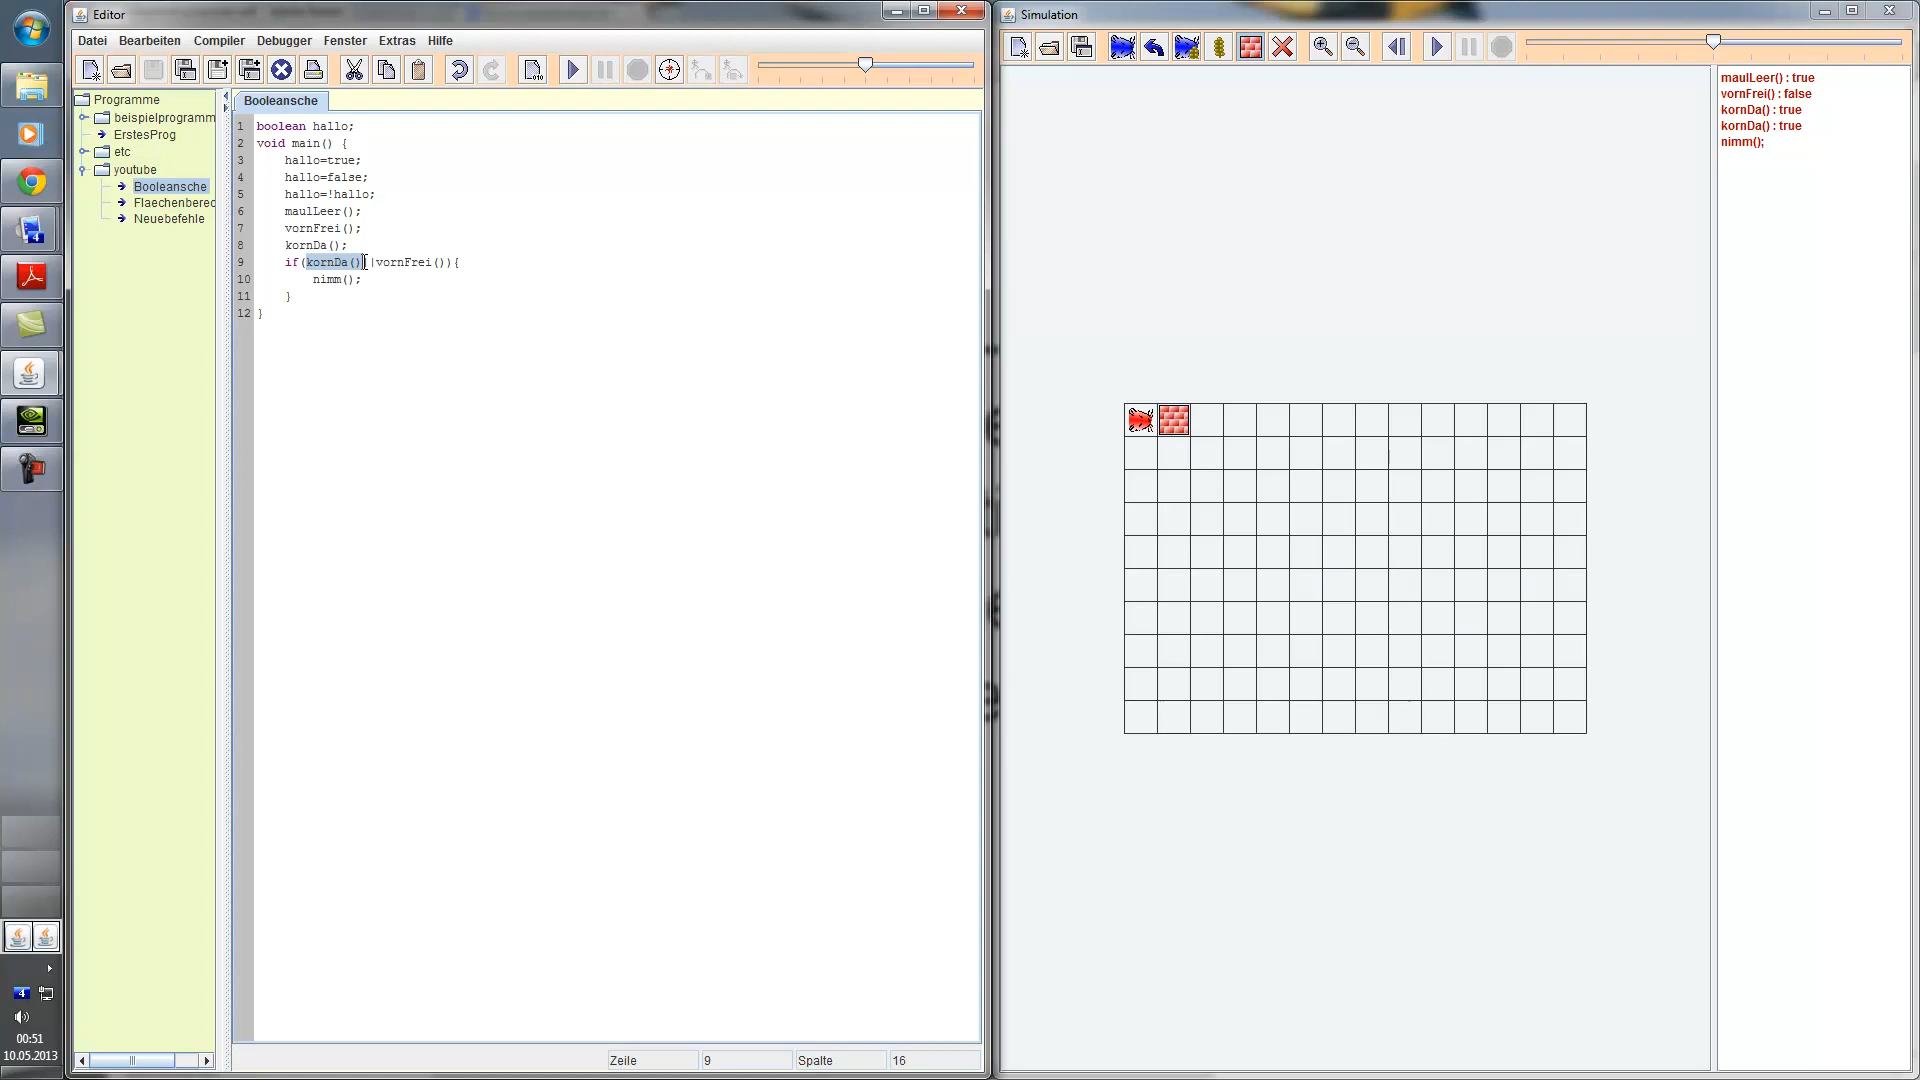 Editor
Datei Bearbeiten Compiler Debugger Fenster Extras Hilfe
Programme
beispielprogramm
ErstesProg
etc
youtube
Booleansche
Flaechenberec
Neuebefehle
Booleansche
1 boolean hallo;
2 void main() {
3 hallo=true;
4 hallo=false;
5 hallo=!hallo;
6 maulLeer();
7 vornFrei();
8 kornDa();
9 if(kornDa()||vornFrei()){
10 nimm();
11 }
12 }
Zeile 9 Spalte 16
Simulation
maulLeer() : true
vornFrei() : false
kornDa() : true
kornDa() : true
nimm();
4
4
00:51
10.05.2013